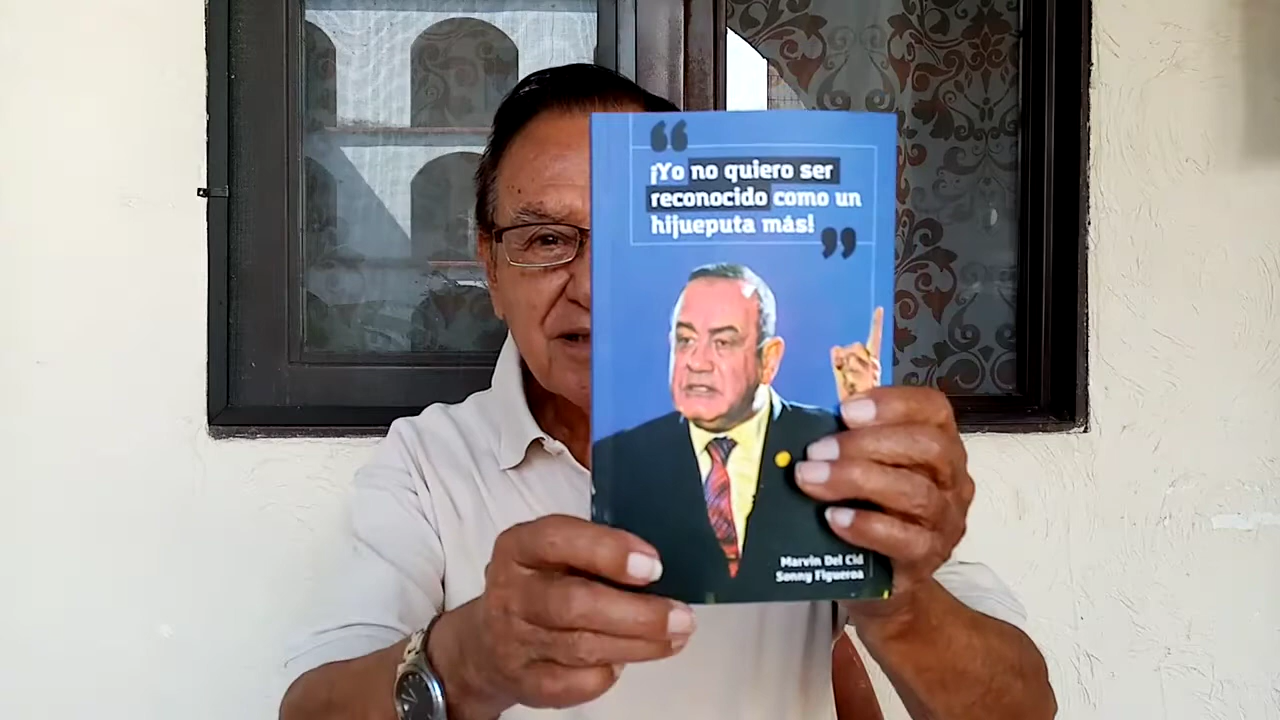 “
¡Yo no quiero ser
reconocido como un
hijueputa más!
”
Marvin Del Cid
Sonny Figueroa